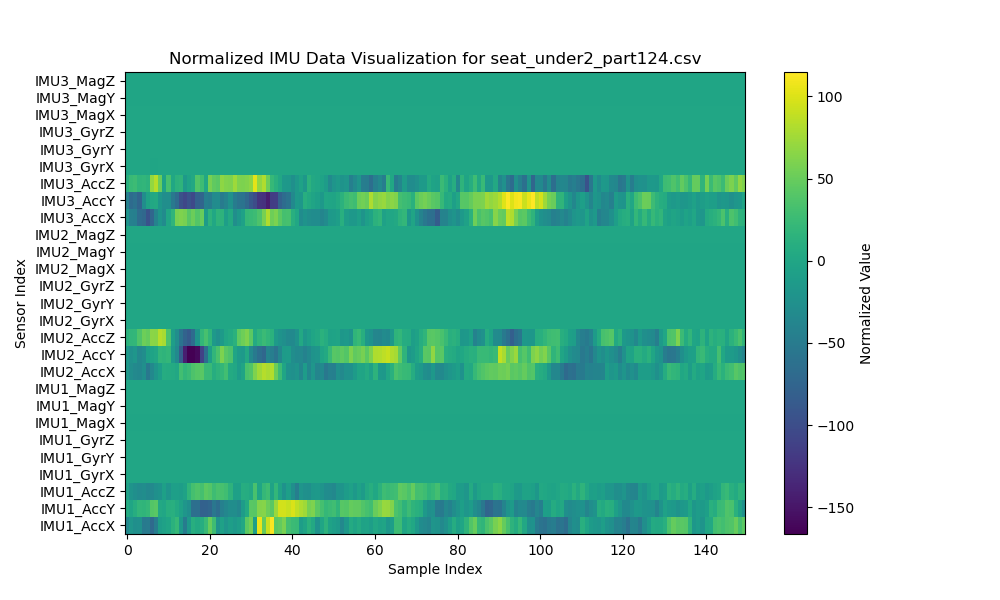 Normalized IMU Data Visualization for seat_under2_part124.csv
IMU3_MagZ
IMU3_MagY
IMU3_MagX
IMU3_GyrZ
IMU3_GyrY
IMU3_GyrX
IMU3_AccZ
IMU3_AccY
IMU3_AccX
IMU2_MagZ
IMU2_MagY
IMU2_MagX
IMU2_GyrZ
IMU2_GyrY
IMU2_GyrX
IMU2_AccZ
IMU2_AccY
IMU2_AccX
IMU1_MagZ
IMU1_MagY
IMU1_MagX
IMU1_GyrZ
IMU1_GyrY
IMU1_GyrX
IMU1_AccZ
IMU1_AccY
IMU1_AccX
Sensor Index
0 20 40 60 80 100 120 140
Sample Index
100
50
0
−50
−100
−150
Normalized Value